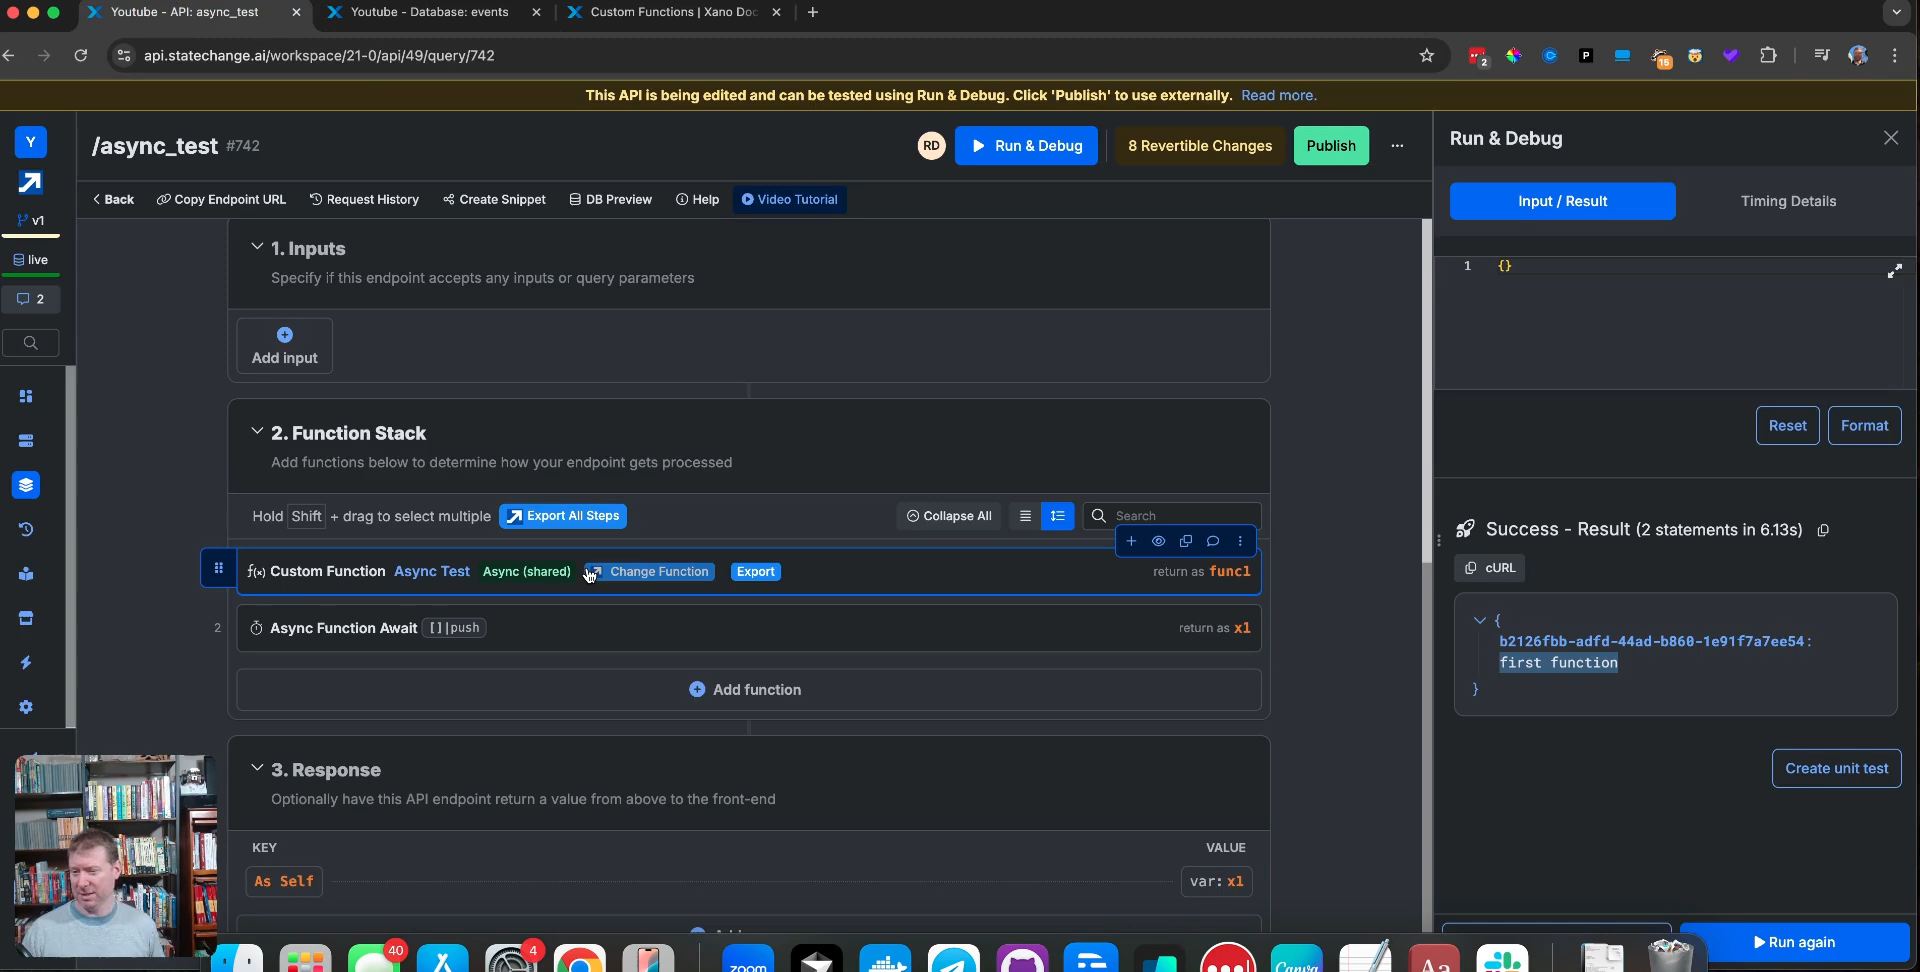 Youtube - API: async_test
Youtube - Database: events
Custom Functions | Xano Doc
api.statechange.ai/workspace/21-0/api/49/query/742
2
P
15
This API is being edited and can be tested using Run & Debug. Click 'Publish' to use externally. Read more.
Y
v1
live
2
/async_test #742
RD
Run & Debug
8 Revertible Changes
Publish
Back
Copy Endpoint URL
Request History
Create Snippet
DB Preview
Help
Video Tutorial
1. Inputs
Specify if this endpoint accepts any inputs or query parameters
Add input
2. Function Stack
Add functions below to determine how your endpoint gets processed
Hold Shift + drag to select multiple
Export All Steps
Collapse All
Search
f(x) Custom Function Async Test Async (shared) Change Function Export
return as func1
2
Async Function Await []|push
return as x1
Add function
3. Response
Optionally have this API endpoint return a value from above to the front-end
KEY
VALUE
As Self
var: x1
Run & Debug
Input / Result
Timing Details
1 {}
Reset
Format
Success - Result (2 statements in 6.13s)
cURL
{
b2126fbb-adfd-44ad-b860-1e91f7a7ee54:
first function
}
Create unit test
Run again
40
4
zoom
Canva
Aa